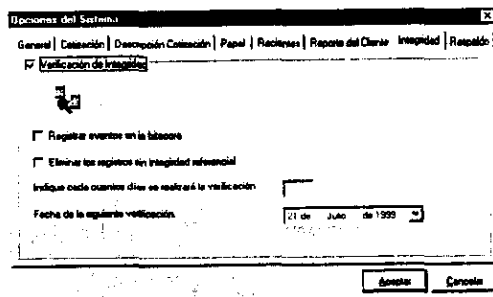 Opciones del Sistema
General Cotización Descripción Cotización Papel Recientes Reporte del Cliente Integridad Respaldo
Verificación de Integridad
Registrar eventos en la bitacora
Eliminar los registros sin integridad referencial
Indique cada cuantos días se realizará la verificación
Fecha de la siguiente verificación. 21 de Julio de 1999
Aceptar Cancelar